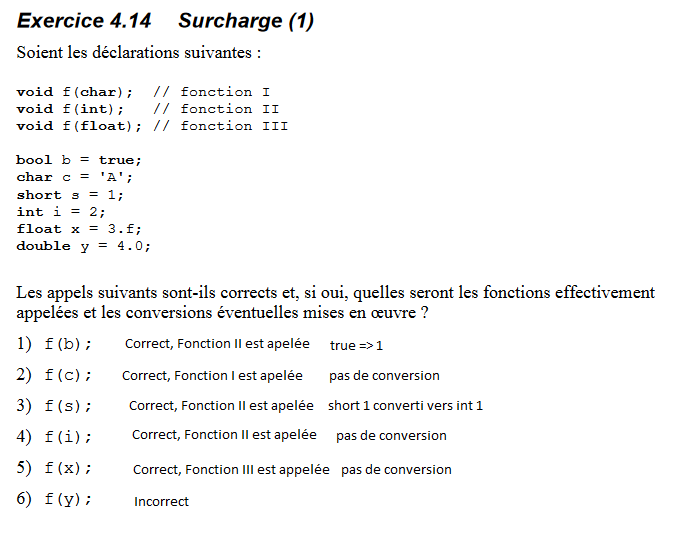 Exercice 4.14 Surcharge (1)
Soient les déclarations suivantes :
void f(char); // fonction I
void f(int); // fonction II
void f(float); // fonction III
bool b = true;
char c = 'A';
short s = 1;
int i = 2;
float x = 3.f;
double y = 4.0;
Les appels suivants sont-ils corrects et, si oui, quelles seront les fonctions effectivement
appelées et les conversions éventuelles mises en œuvre ?
1) f(b); Correct, Fonction II est apelée true => 1
2) f(c); Correct, Fonction I est apelée pas de conversion
3) f(s); Correct, Fonction II est apelée short 1 converti vers int 1
4) f(i); Correct, Fonction II est apelée pas de conversion
5) f(x); Correct, Fonction III est appelée pas de conversion
6) f(y); Incorrect